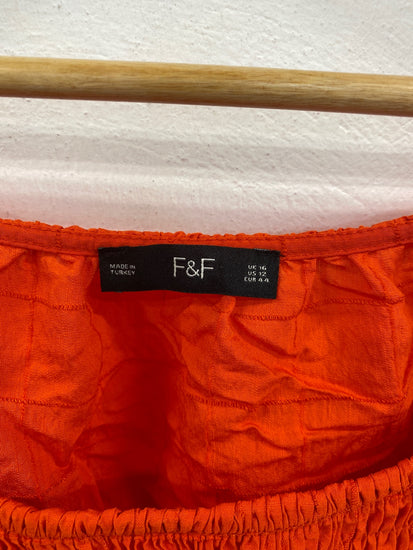 MADE IN
TURKEY
F&F
UK 16
US 12
EUR 44